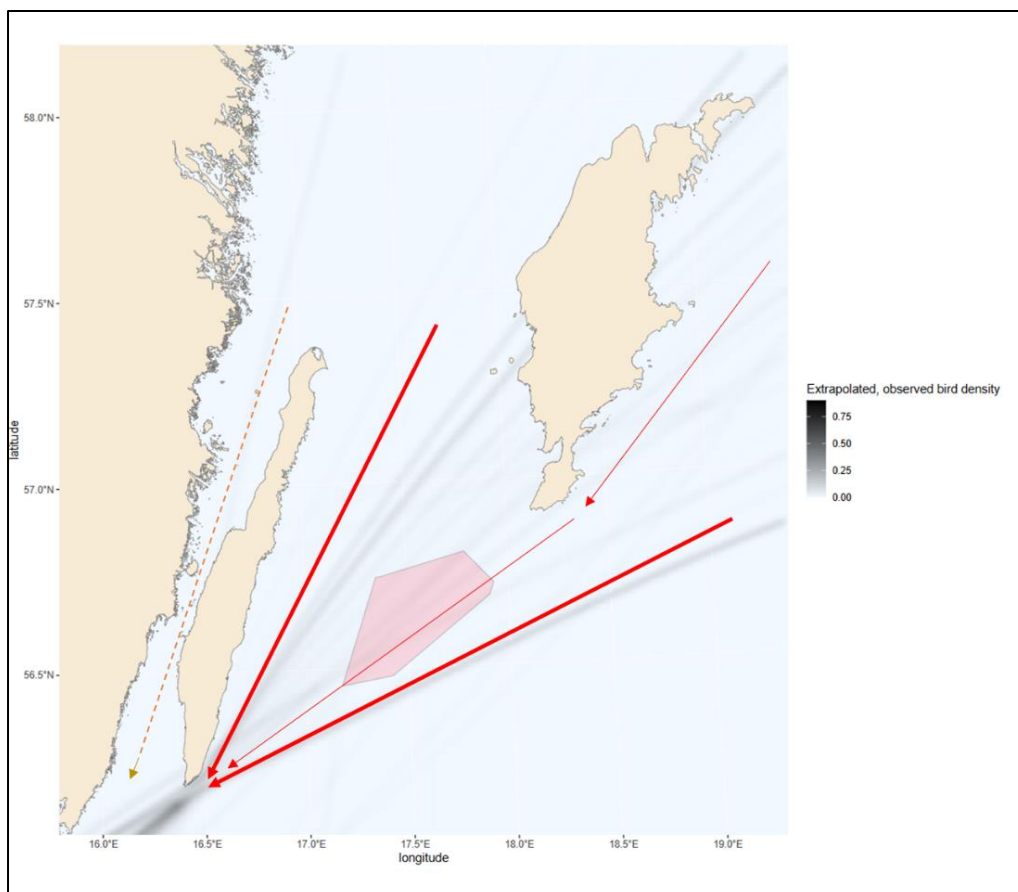 58.0°N
57.5°N
latitude
57.0°N
56.5°N
16.0°E 16.5°E 17.0°E 17.5°E 18.0°E 18.5°E 19.0°E
longitude
Extrapolated, observed bird density
0.75
0.50
0.25
0.00